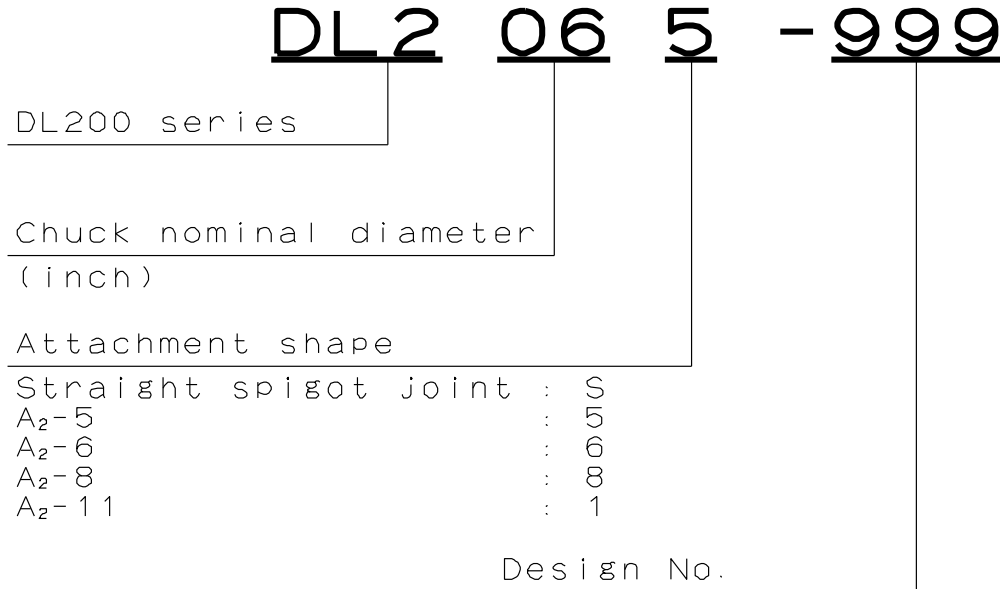 DL2 06 5 -999
DL200 series
Chuck nominal diameter
(inch)
Attachment shape
Straight spigot joint : S
A₂-5 : 5
A₂-6 : 6
A₂-8 : 8
A₂-11 : 1
Design No.